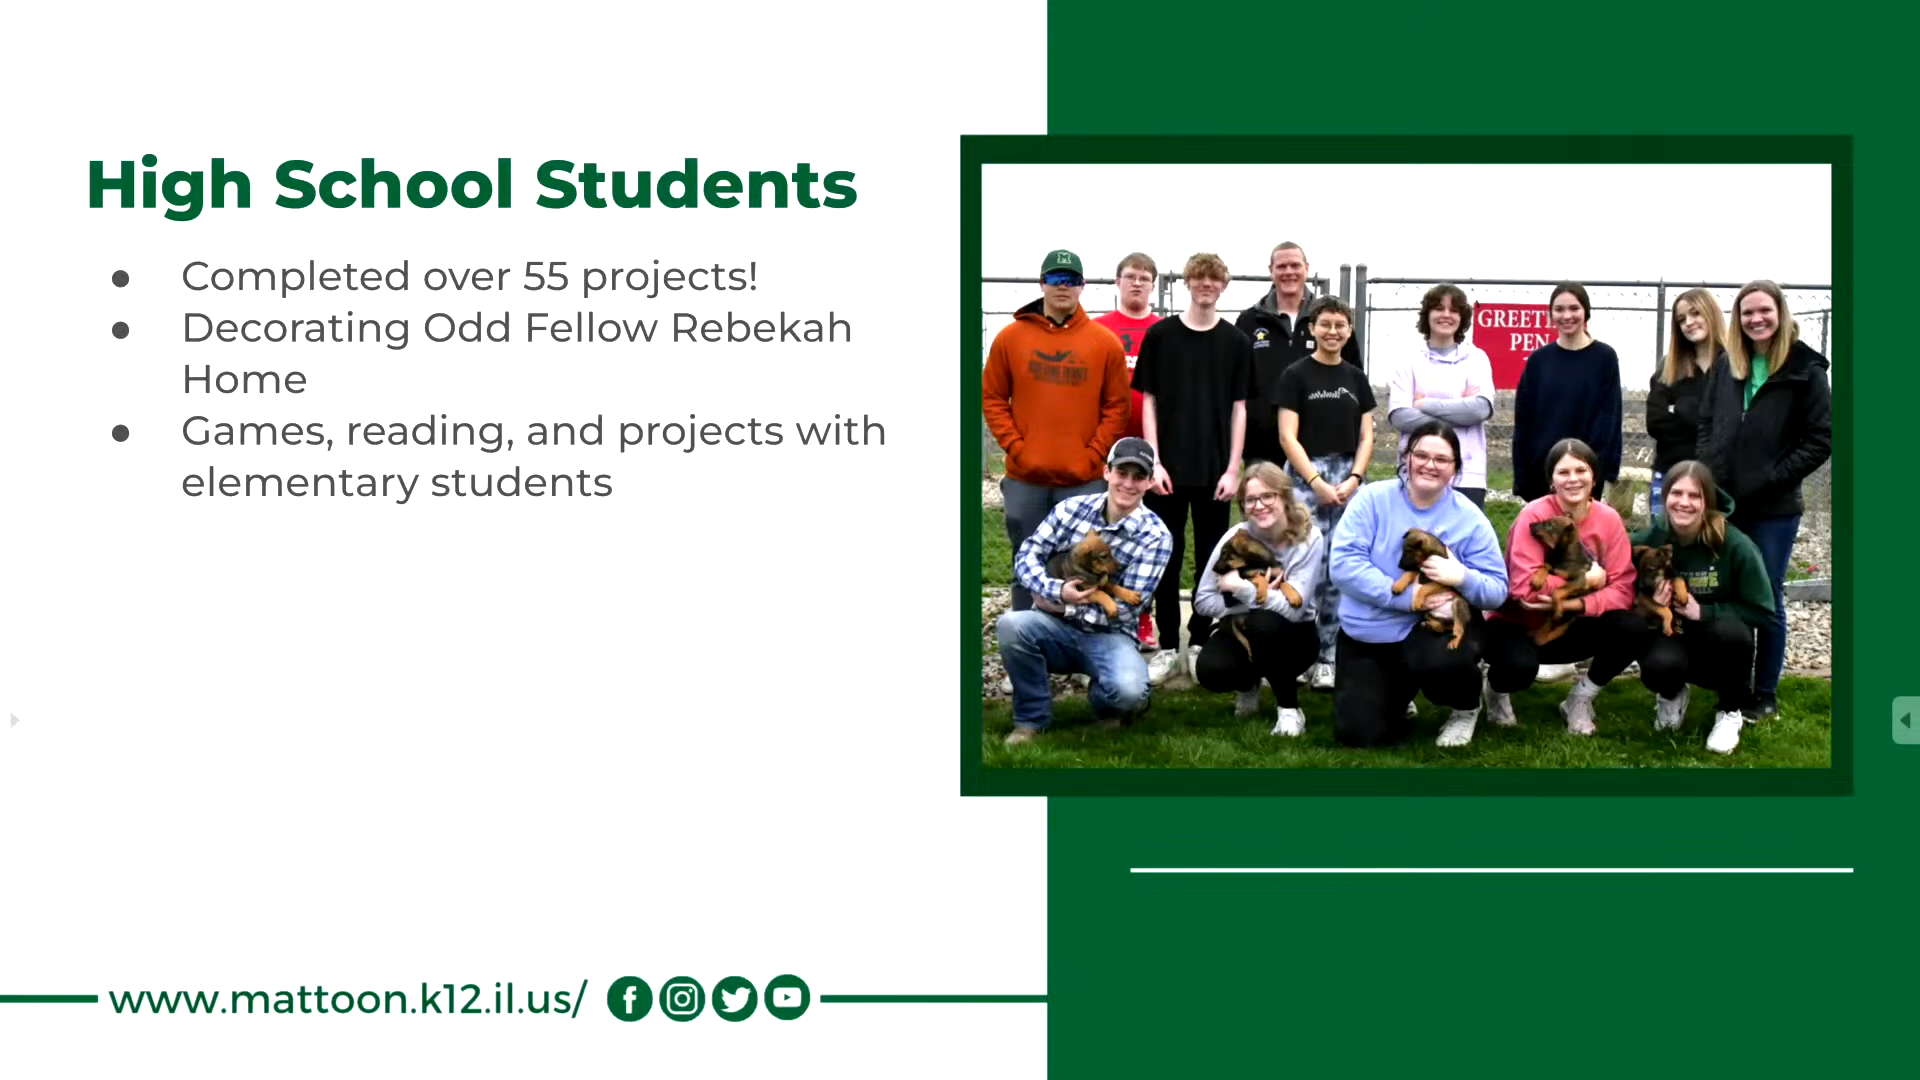 High School Students
● Completed over 55 projects!
● Decorating Odd Fellow Rebekah
Home
● Games, reading, and projects with
elementary students
M
GREETI
PEN
www.mattoon.k12.il.us/